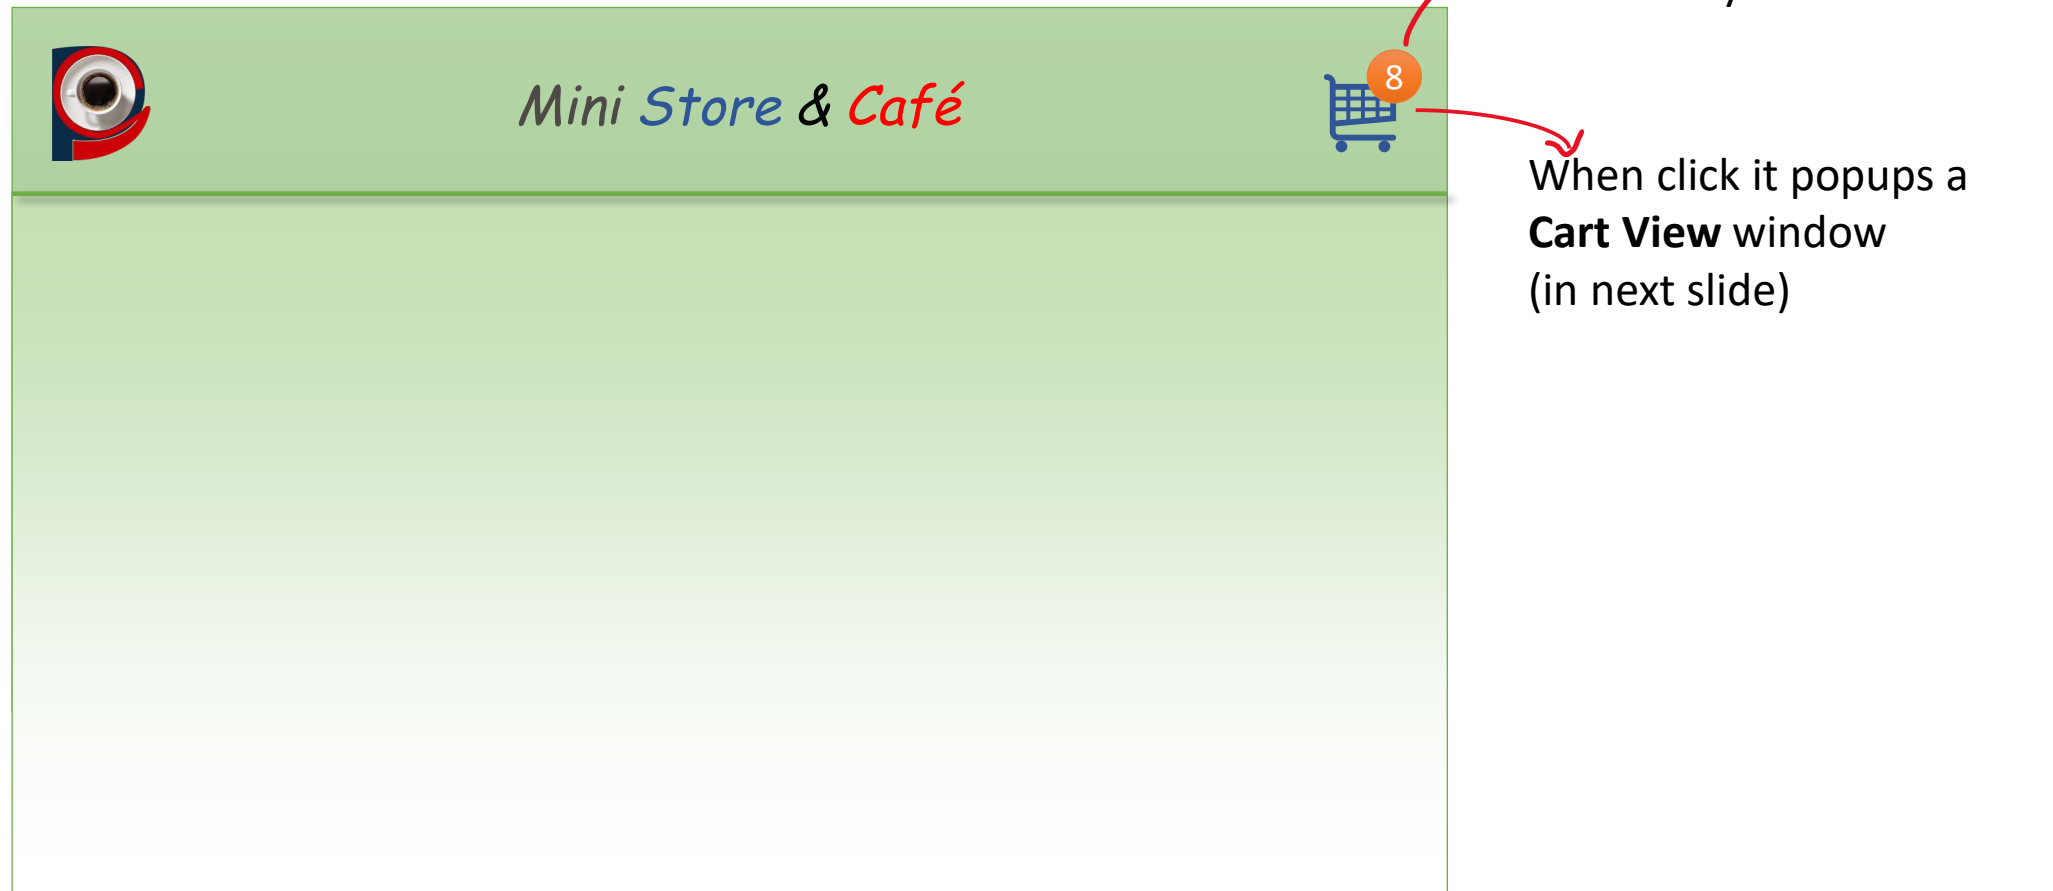 8
Mini Store & Café
When click it popups a
Cart View window
(in next slide)